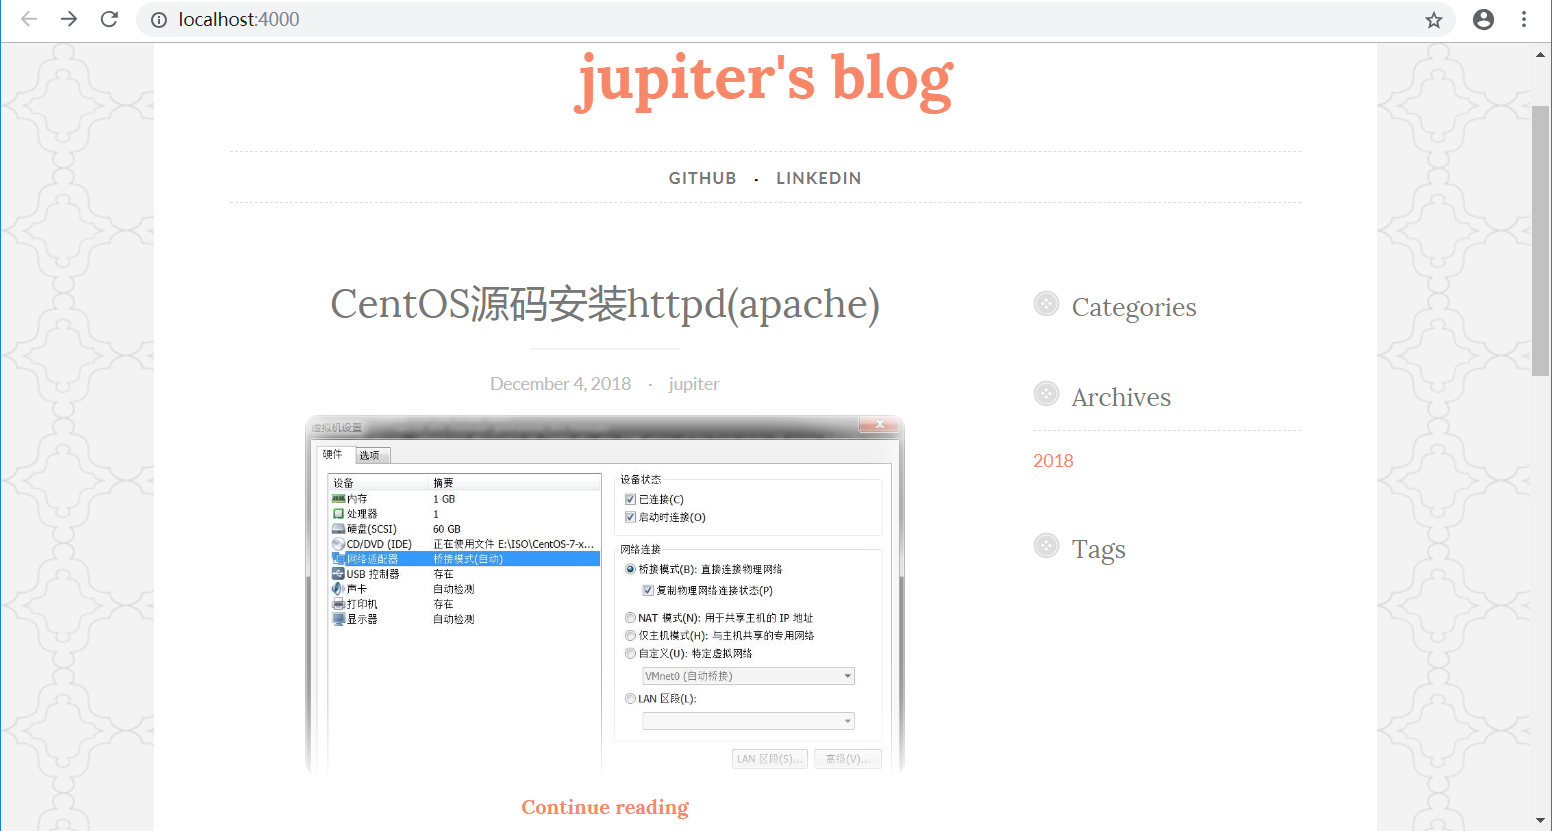 localhost:4000
jupiter's blog
GITHUB · LINKEDIN
CentOS源码安装httpd(apache)
December 4, 2018 · jupiter
虚拟机设置
硬件 选项
设备 摘要
内存 1 GB
处理器 1
硬盘(SCSI) 60 GB
CD/DVD (IDE) 正在使用文件 E:\ISO\CentOS-7-x...
网络适配器 桥接模式(自动)
USB 控制器 存在
声卡 自动检测
打印机 存在
显示器 自动检测
设备状态
已连接(C)
启动时连接(O)
网络连接
桥接模式(B): 直接连接物理网络
复制物理网络连接状态(P)
NAT 模式(N): 用于共享主机的 IP 地址
仅主机模式(H): 与主机共享的专用网络
自定义(U): 特定虚拟网络
VMnet0 (自动桥接)
LAN 区段(L):
LAN 区段(S)... 高级(V)...
Continue reading
Categories
Archives
2018
Tags